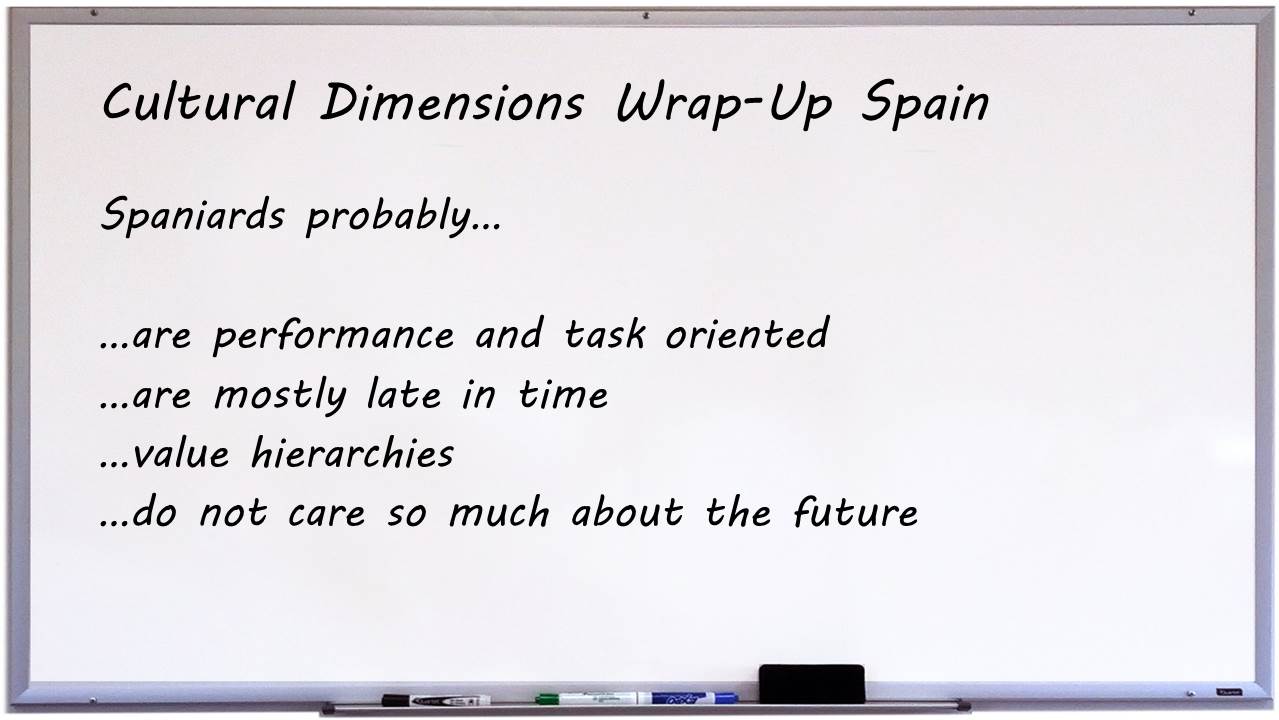 Cultural Dimensions Wrap-Up Spain
Spaniards probably...
...are performance and task oriented
...are mostly late in time
...value hierarchies
...do not care so much about the future